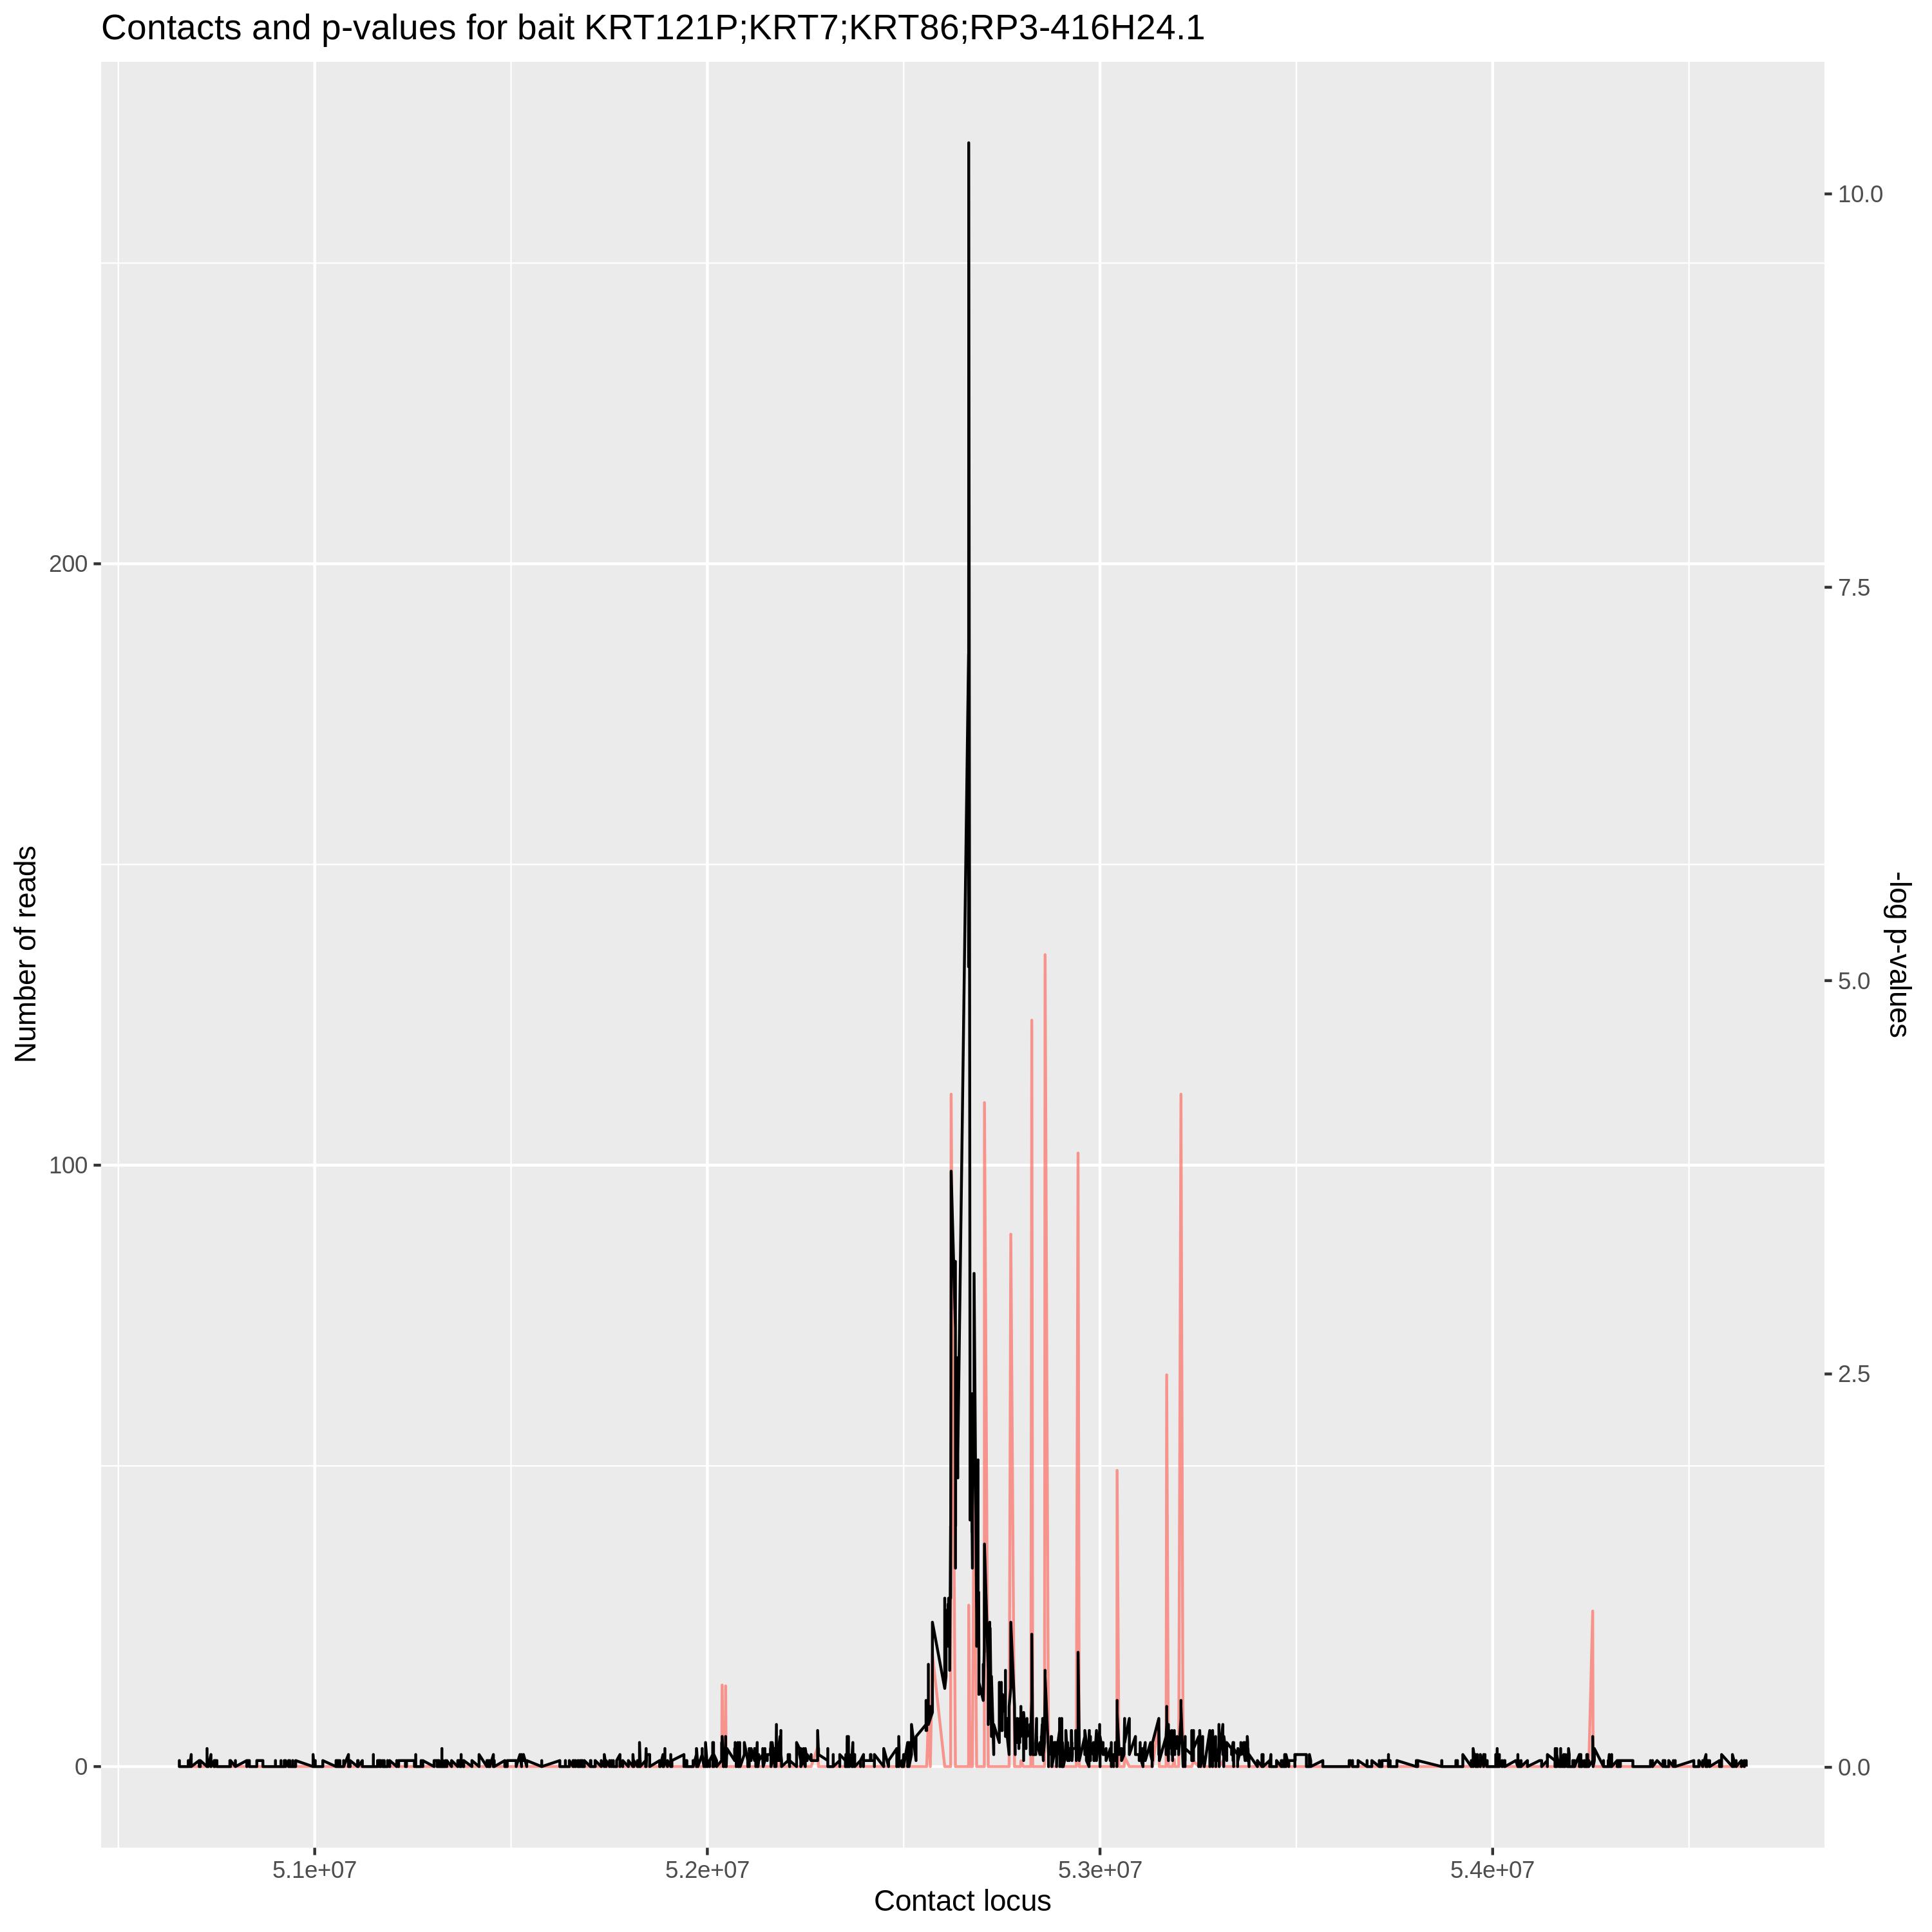 Contacts and p-values for bait KRT121P;KRT7;KRT86;RP3-416H24.1
10.0
200
7.5
Number of reads
-log p-values
5.0
100
2.5
0
0.0
5.1e+07
5.2e+07
5.3e+07
5.4e+07
Contact locus